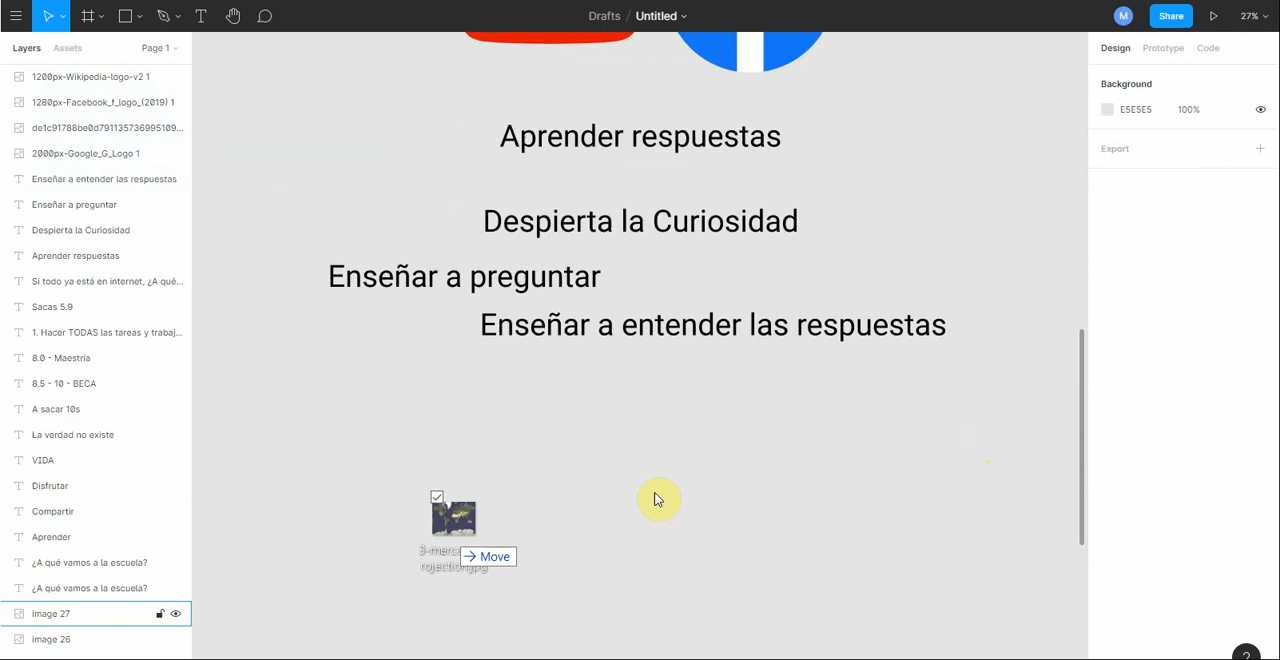 Drafts / Untitled
M
Share
27%
Layers
Assets
Page 1
Design
Prototype
Code
1200px-Wikipedia-logo-v2 1
1280px-Facebook_f_logo_(2019) 1
de1c91788be0d791135736995109...
2000px-Google_G_Logo 1
Enseñar a entender las respuestas
Enseñar a preguntar
Despierta la Curiosidad
Aprender respuestas
Si todo ya está en internet, ¿A qué...
Sacas 5.9
1. Hacer TODAS las tareas y trabaj...
8.0 - Maestría
8.5 - 10 - BECA
A sacar 10s
La verdad no existe
VIDA
Disfrutar
Compartir
Aprender
¿A qué vamos a la escuela?
¿A qué vamos a la escuela?
image 27
image 26
Aprender respuestas
Despierta la Curiosidad
Enseñar a preguntar
Enseñar a entender las respuestas
Move
Background
E5E5E5
100%
Export
?